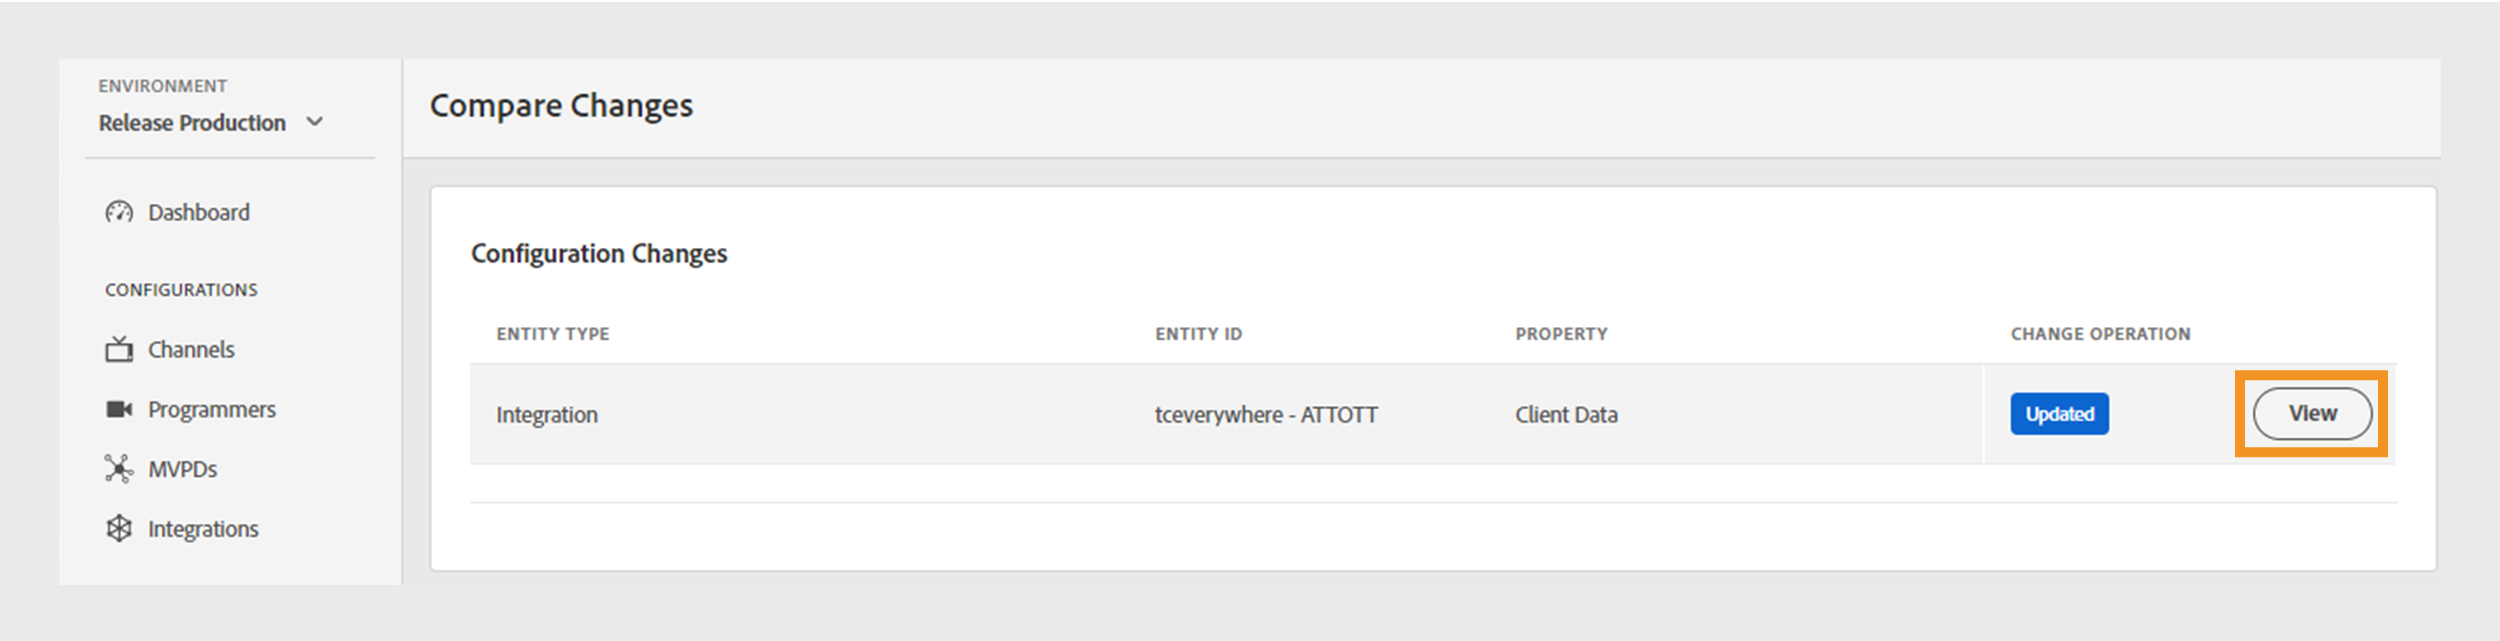 ENVIRONMENT
Release Production
Dashboard
CONFIGURATIONS
Channels
Programmers
MVPDs
Integrations
Compare Changes
Configuration Changes
ENTITY TYPE ENTITY ID PROPERTY CHANGE OPERATION
Integration tceverywhere - ATTOTT Client Data Updated View